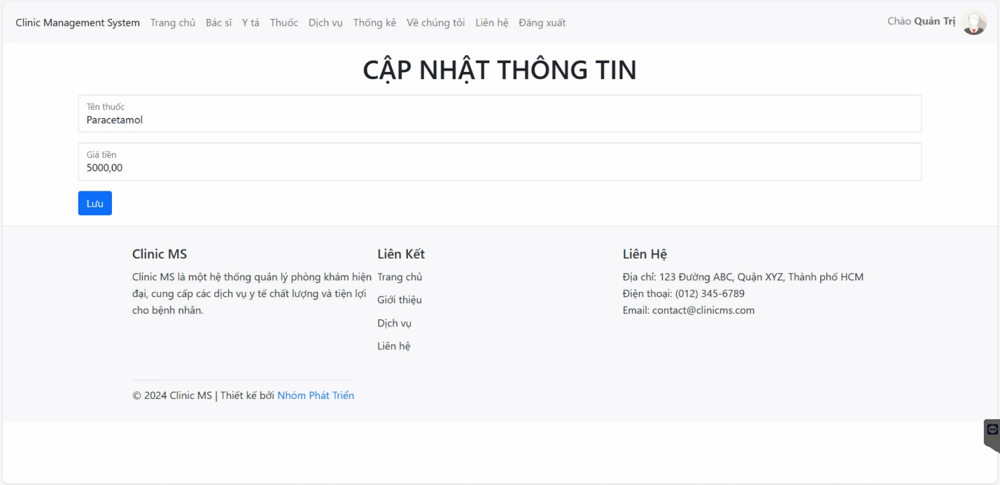 Clinic Management System Trang chủ Bác sĩ Y tá Thuốc Dịch vụ Thống kê Về chúng tôi Liên hệ Đăng xuất Chào Quản Trị
CẬP NHẬT THÔNG TIN
Tên thuốc
Paracetamol
Giá tiền
5000,00
Lưu
Clinic MS
Clinic MS là một hệ thống quản lý phòng khám hiện
đại, cung cấp các dịch vụ y tế chất lượng và tiện lợi
cho bệnh nhân.
Liên Kết
Trang chủ
Giới thiệu
Dịch vụ
Liên hệ
Liên Hệ
Địa chỉ: 123 Đường ABC, Quận XYZ, Thành phố HCM
Điện thoại: (012) 345-6789
Email: contact@clinicms.com
© 2024 Clinic MS | Thiết kế bởi Nhóm Phát Triển